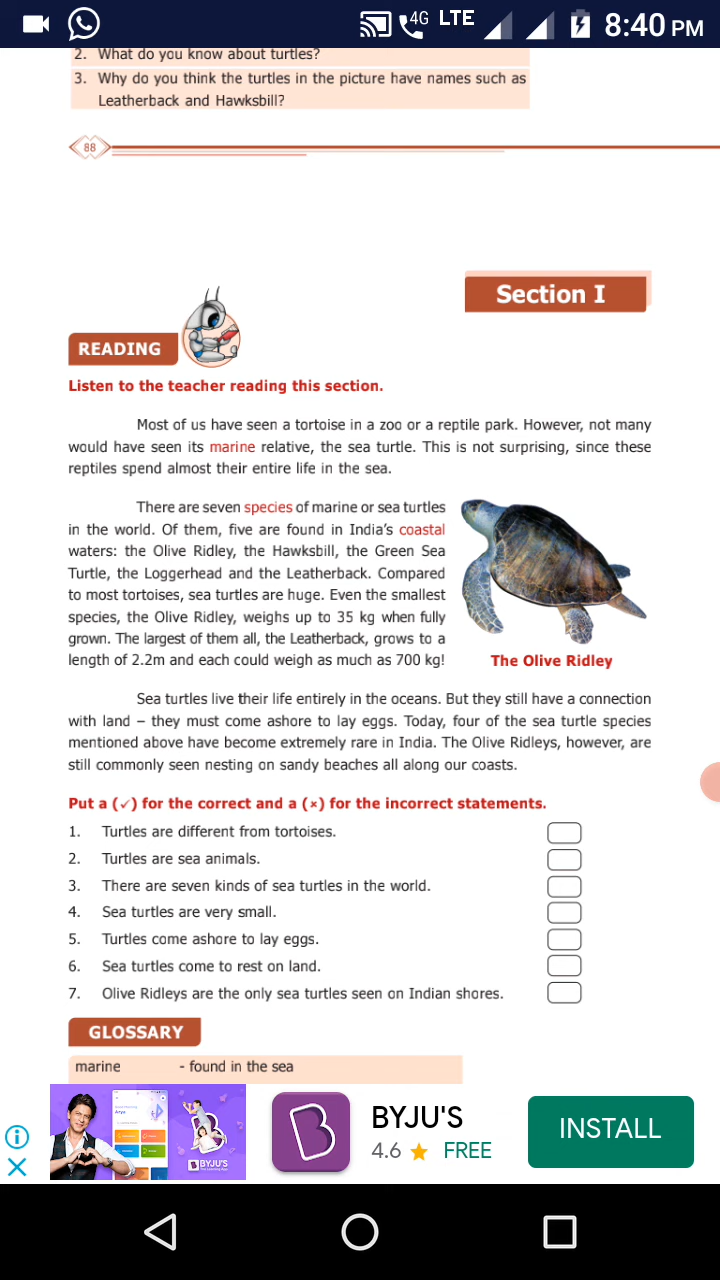 4G LTE 8:40 PM
2. What do you know about turtles?
3. Why do you think the turtles in the picture have names such as
Leatherback and Hawksbill?
88
Section I
READING
Listen to the teacher reading this section.
Most of us have seen a tortoise in a zoo or a reptile park. However, not many
would have seen its marine relative, the sea turtle. This is not surprising, since these
reptiles spend almost their entire life in the sea.
There are seven species of marine or sea turtles
in the world. Of them, five are found in India's coastal
waters: the Olive Ridley, the Hawksbill, the Green Sea
Turtle, the Loggerhead and the Leatherback. Compared
to most tortoises, sea turtles are huge. Even the smallest
species, the Olive Ridley, weighs up to 35 kg when fully
grown. The largest of them all, the Leatherback, grows to a
length of 2.2m and each could weigh as much as 700 kg!
The Olive Ridley
Sea turtles live their life entirely in the oceans. But they still have a connection
with land – they must come ashore to lay eggs. Today, four of the sea turtle species
mentioned above have become extremely rare in India. The Olive Ridleys, however, are
still commonly seen nesting on sandy beaches all along our coasts.
Put a (✓) for the correct and a (×) for the incorrect statements.
1. Turtles are different from tortoises.
2. Turtles are sea animals.
3. There are seven kinds of sea turtles in the world.
4. Sea turtles are very small.
5. Turtles come ashore to lay eggs.
6. Sea turtles come to rest on land.
7. Olive Ridleys are the only sea turtles seen on Indian shores.
GLOSSARY
marine - found in the sea
BYJU'S
BYJU'S
4.6 ★ FREE
INSTALL